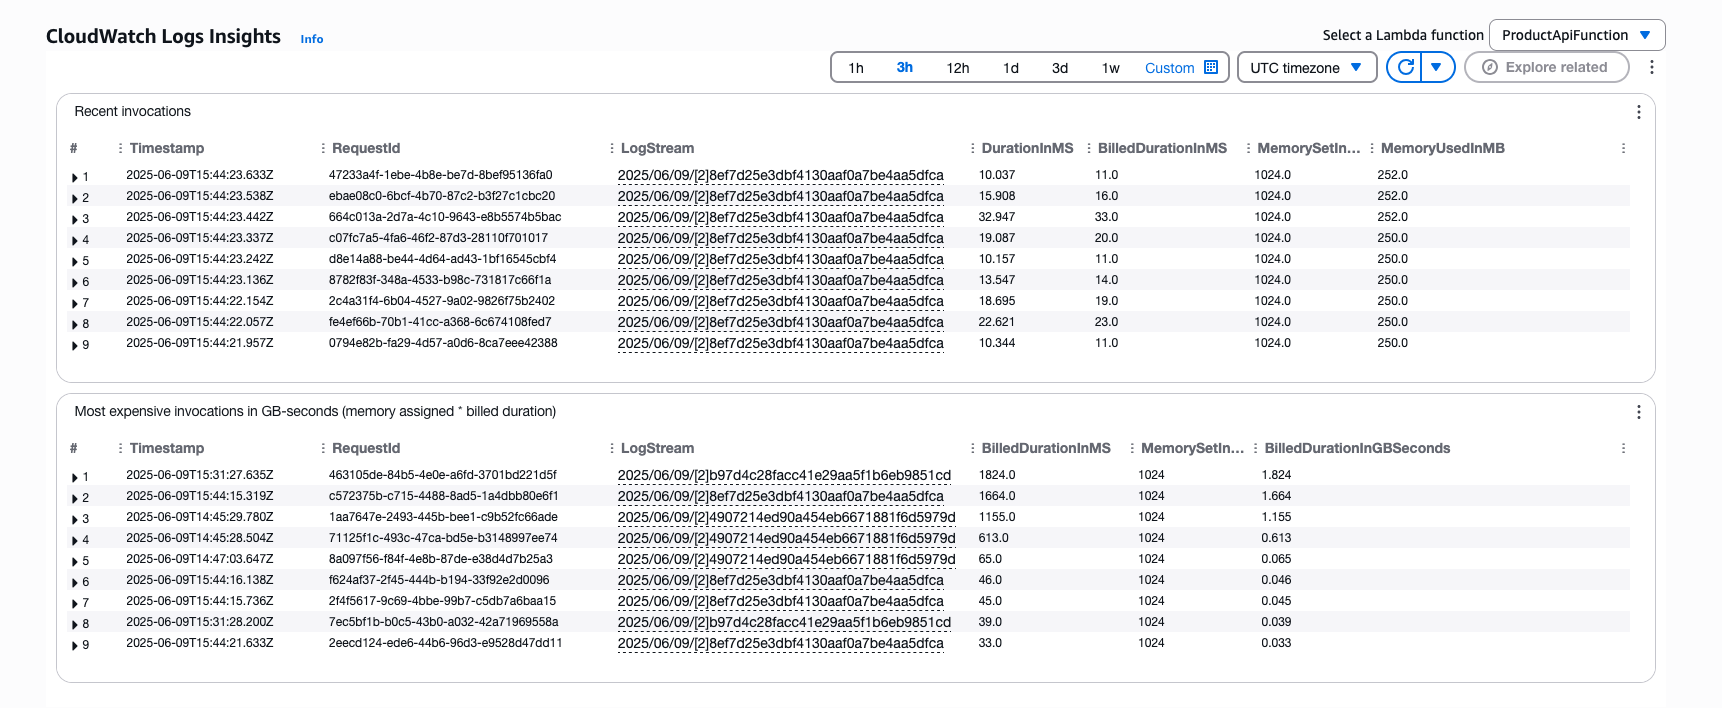 CloudWatch Logs Insights Info Select a Lambda function ProductApiFunction
1h 3h 12h 1d 3d 1w Custom UTC timezone Explore related
Recent invocations
# Timestamp RequestId LogStream DurationInMS BilledDurationInMS MemorySetIn... MemoryUsedInMB
1 2025-06-09T15:44:23.633Z 47233a4f-1ebe-4b8e-be7d-8bef95136fa0 2025/06/09/[2]8ef7d25e3dbf4130aaf0a7be4aa5dfca 10.037 11.0 1024.0 252.0
2 2025-06-09T15:44:23.538Z ebae08c0-6bcf-4b70-87c2-b3f27c1cbc20 2025/06/09/[2]8ef7d25e3dbf4130aaf0a7be4aa5dfca 15.908 16.0 1024.0 252.0
3 2025-06-09T15:44:23.442Z 664c013a-2d7a-4c10-9643-e8b5574b5bac 2025/06/09/[2]8ef7d25e3dbf4130aaf0a7be4aa5dfca 32.947 33.0 1024.0 252.0
4 2025-06-09T15:44:23.337Z c07fc7a5-4fa6-46f2-87d3-28110f701017 2025/06/09/[2]8ef7d25e3dbf4130aaf0a7be4aa5dfca 19.087 20.0 1024.0 250.0
5 2025-06-09T15:44:23.242Z d8e14a88-be44-4d64-ad43-1bf16545cbf4 2025/06/09/[2]8ef7d25e3dbf4130aaf0a7be4aa5dfca 10.157 11.0 1024.0 250.0
6 2025-06-09T15:44:23.136Z 8782f83f-348a-4533-b98c-731817c66f1a 2025/06/09/[2]8ef7d25e3dbf4130aaf0a7be4aa5dfca 13.547 14.0 1024.0 250.0
7 2025-06-09T15:44:22.154Z 2c4a31f4-6b04-4527-9a02-9826f75b2402 2025/06/09/[2]8ef7d25e3dbf4130aaf0a7be4aa5dfca 18.695 19.0 1024.0 250.0
8 2025-06-09T15:44:22.057Z fe4ef66b-70b1-41cc-a368-6c674108fed7 2025/06/09/[2]8ef7d25e3dbf4130aaf0a7be4aa5dfca 22.621 23.0 1024.0 250.0
9 2025-06-09T15:44:21.957Z 0794e82b-fa29-4d57-a0d6-8ca7eee42388 2025/06/09/[2]8ef7d25e3dbf4130aaf0a7be4aa5dfca 10.344 11.0 1024.0 250.0
Most expensive invocations in GB-seconds (memory assigned * billed duration)
# Timestamp RequestId LogStream BilledDurationInMS MemorySetIn... BilledDurationInGBSeconds
1 2025-06-09T15:31:27.635Z 463105de-84b5-4e0e-a6fd-3701bd221d5f 2025/06/09/[2]b97d4c28facc41e29aa5f1b6eb9851cd 1824.0 1024 1.824
2 2025-06-09T15:44:15.319Z c572375b-c715-4488-8ad5-1a4dbb80e6f1 2025/06/09/[2]8ef7d25e3dbf4130aaf0a7be4aa5dfca 1664.0 1024 1.664
3 2025-06-09T14:45:29.780Z 1aa7647e-2493-445b-bee1-c9b52fc66ade 2025/06/09/[2]4907214ed90a454eb6671881f6d5979d 1155.0 1024 1.155
4 2025-06-09T14:45:28.504Z 71125f1c-493c-47ca-bd5e-b3148997ee74 2025/06/09/[2]4907214ed90a454eb6671881f6d5979d 613.0 1024 0.613
5 2025-06-09T14:47:03.647Z 8a097f56-f84f-4e8b-87de-e38d4d7b25a3 2025/06/09/[2]4907214ed90a454eb6671881f6d5979d 65.0 1024 0.065
6 2025-06-09T15:44:16.138Z f624af37-2f45-444b-b194-33f92e2d0096 2025/06/09/[2]8ef7d25e3dbf4130aaf0a7be4aa5dfca 46.0 1024 0.046
7 2025-06-09T15:44:15.736Z 2f4f5617-9c69-4bbe-99b7-c5db7a6baa15 2025/06/09/[2]8ef7d25e3dbf4130aaf0a7be4aa5dfca 45.0 1024 0.045
8 2025-06-09T15:31:28.200Z 7ec5bf1b-b0c5-43b0-a032-42a71969558a 2025/06/09/[2]b97d4c28facc41e29aa5f1b6eb9851cd 39.0 1024 0.039
9 2025-06-09T15:44:21.633Z 2eecd124-ede6-44b6-96d3-e9528d47dd11 2025/06/09/[2]8ef7d25e3dbf4130aaf0a7be4aa5dfca 33.0 1024 0.033